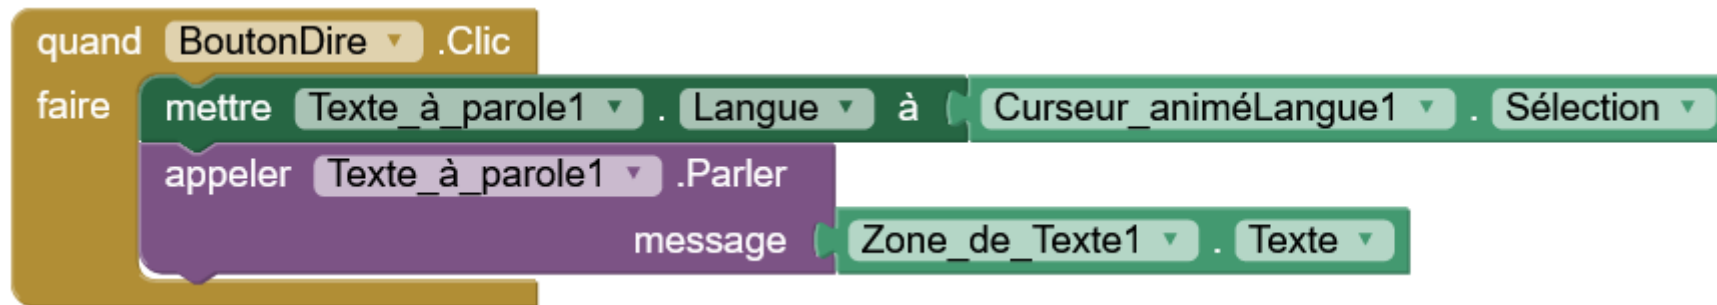 quand BoutonDire .Clic
faire mettre Texte_à_parole1 . Langue à Curseur_animéLangue1 . Sélection
appeler Texte_à_parole1 .Parler
message Zone_de_Texte1 . Texte